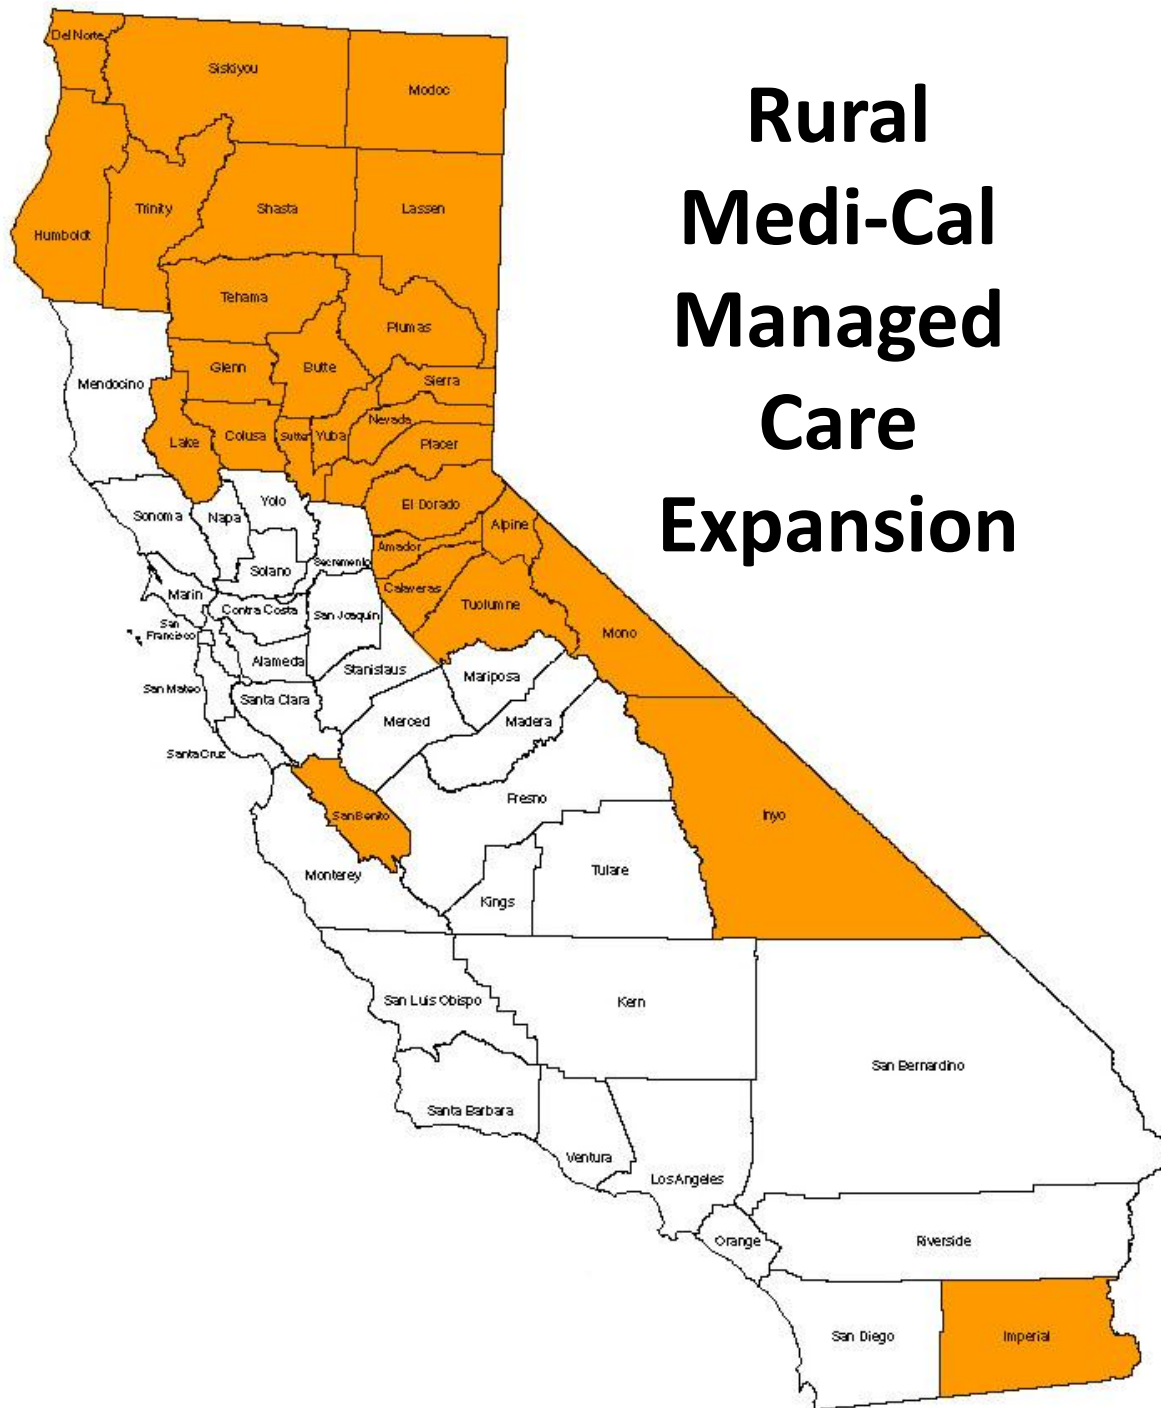 Rural
Medi-Cal
Managed
Care
Expansion
Del Norte
Siskiyou
Modoc
Humboldt
Trinity
Shasta
Lassen
Tehama
Plumas
Mendocino
Glenn
Butte
Sierra
Lake
Colusa
Sutter
Yuba
Nevada
Placer
Sonoma
Napa
Yolo
El Dorado
Alpine
Sacramento
Amador
Solano
Marin
Contra Costa
San Joaquin
Calaveras
Tuolumne
Mono
San
Francisco
Alameda
Stanislaus
Mariposa
San Mateo
Santa Clara
Merced
Madera
Santa Cruz
Fresno
San Benito
Inyo
Monterey
Kings
Tulare
San Luis Obispo
Kern
San Bernardino
Santa Barbara
Ventura
Los Angeles
Orange
Riverside
San Diego
Imperial